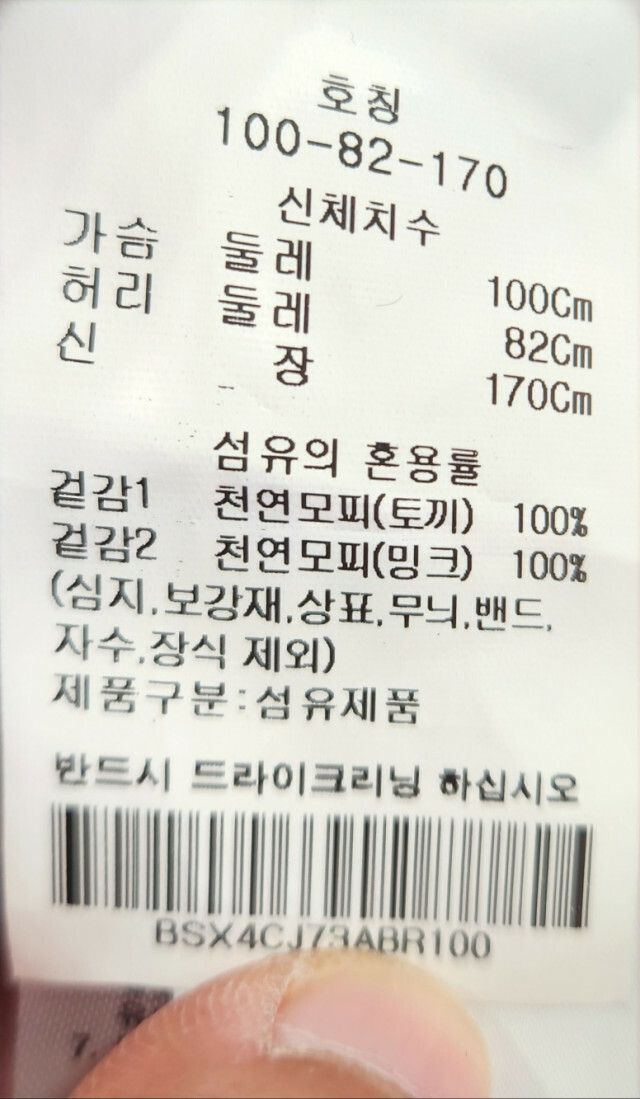 호칭
100-82-170
신체치수
가슴 둘레 100Cm
허리 둘레 82Cm
신 장 170Cm
섬유의 혼용률
겉감1 천연모피(토끼) 100%
겉감2 천연모피(밍크) 100%
(심지,보강재,상표,무늬,밴드,
자수,장식 제외)
제품구분:섬유제품
반드시 드라이크리닝 하십시오
BSX4CJ73ABR100
7.